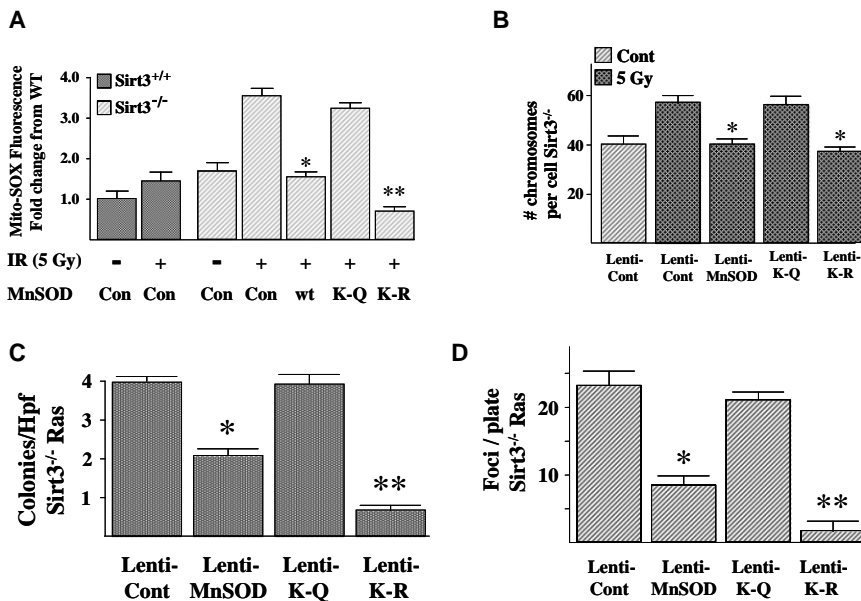 A
Mito-SOX Fluorescence
Fold change from WT
4.0
3.0
2.0
1.0
Sirt3+/+
Sirt3-/-
*
**
IR (5 Gy) - + - + + + +
MnSOD Con Con Con Con wt K-Q K-R
B
# chromosomes
per cell Sirt3-/-
60
40
20
Cont
5 Gy
*
*
Lenti- Lenti- Lenti- Lenti- Lenti-
Cont Cont MnSOD K-Q K-R
C
Colonies/Hpf
Sirt3-/- Ras
4
2
1
*
**
Lenti- Lenti- Lenti- Lenti-
Cont MnSOD K-Q K-R
D
Foci / plate
Sirt3-/- Ras
20
10
*
**
Lenti- Lenti- Lenti- Lenti-
Cont MnSOD K-Q K-R